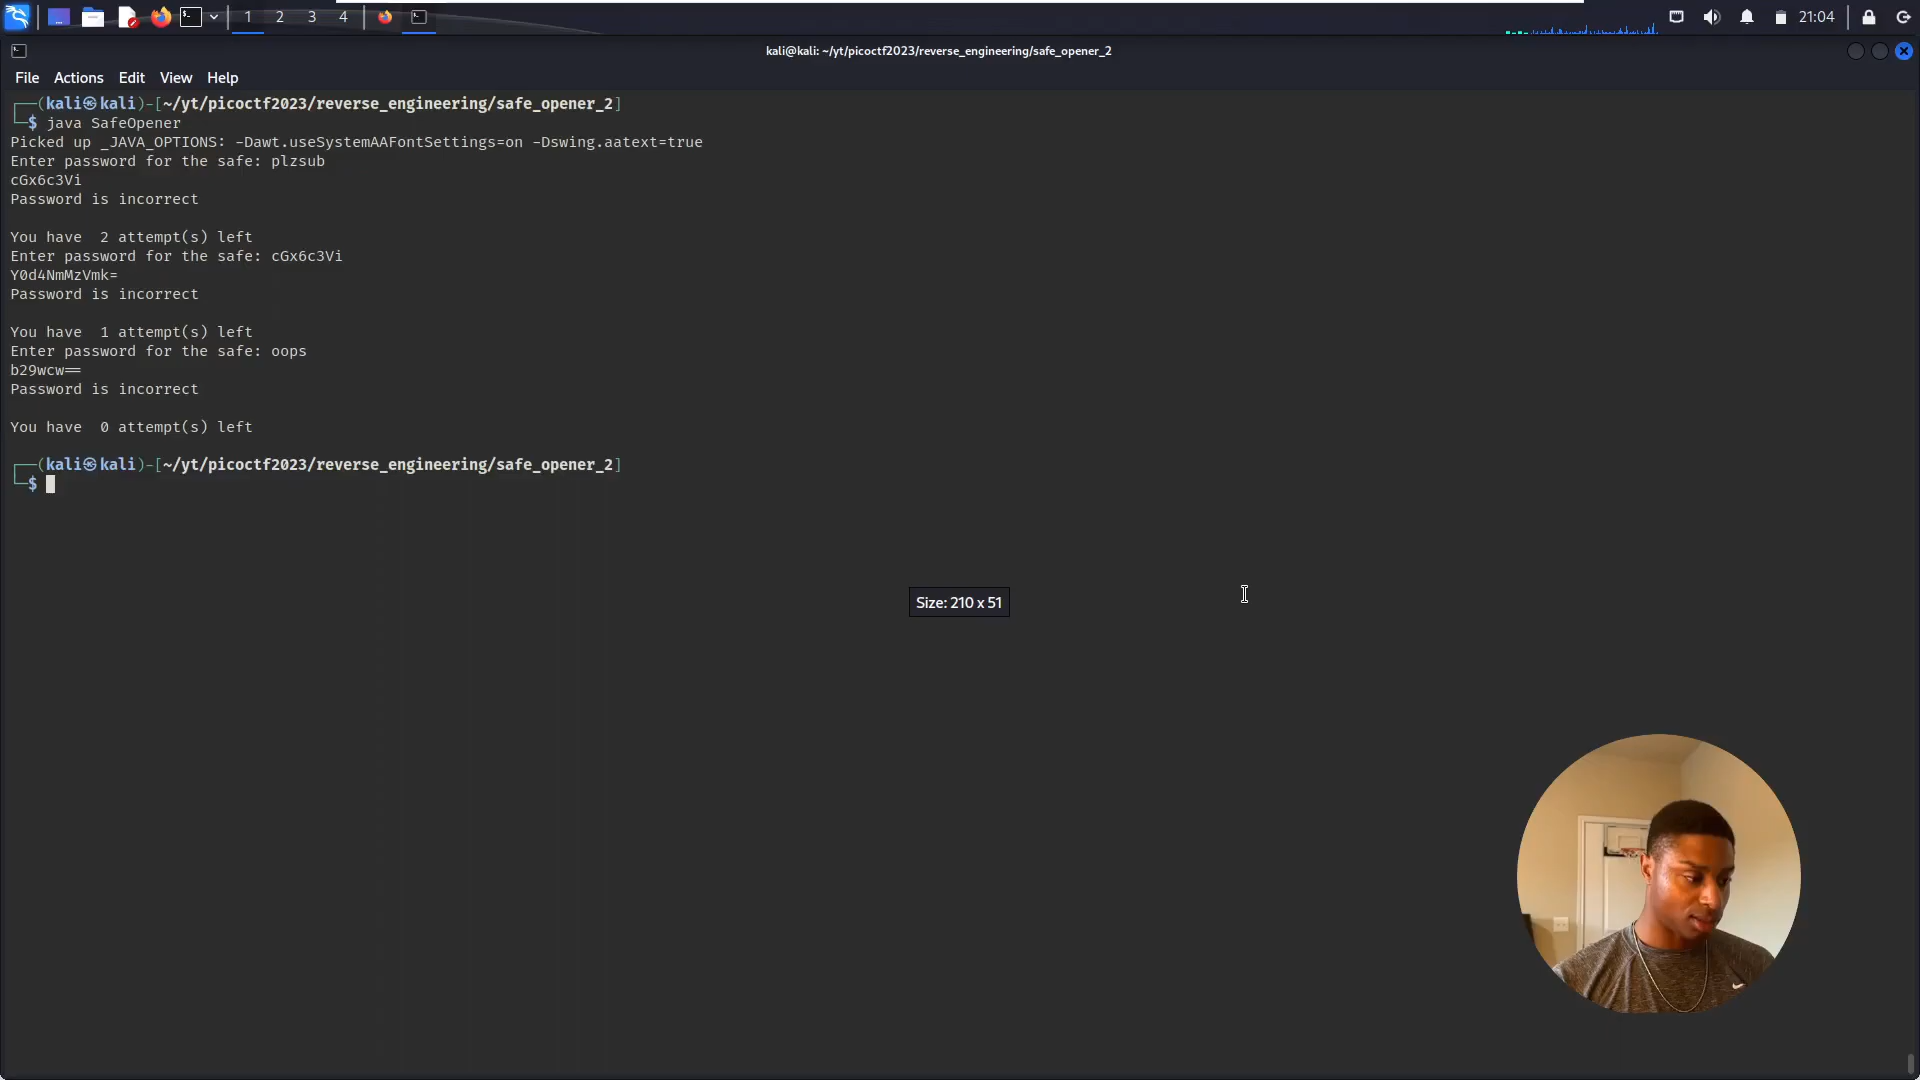 1 2 3 4 21:04
kali@kali: ~/yt/picoctf2023/reverse_engineering/safe_opener_2
File Actions Edit View Help
┌──(kali㉿kali)-[~/yt/picoctf2023/reverse_engineering/safe_opener_2]
└─$ java SafeOpener
Picked up _JAVA_OPTIONS: -Dawt.useSystemAAFontSettings=on -Dswing.aatext=true
Enter password for the safe: plzsub
cGx6c3Vi
Password is incorrect
You have  2 attempt(s) left
Enter password for the safe: cGx6c3Vi
Y0d4NmMzVmk=
Password is incorrect
You have  1 attempt(s) left
Enter password for the safe: oops
b29wcw==
Password is incorrect
You have  0 attempt(s) left
┌──(kali㉿kali)-[~/yt/picoctf2023/reverse_engineering/safe_opener_2]
└─$
Size: 210 x 51